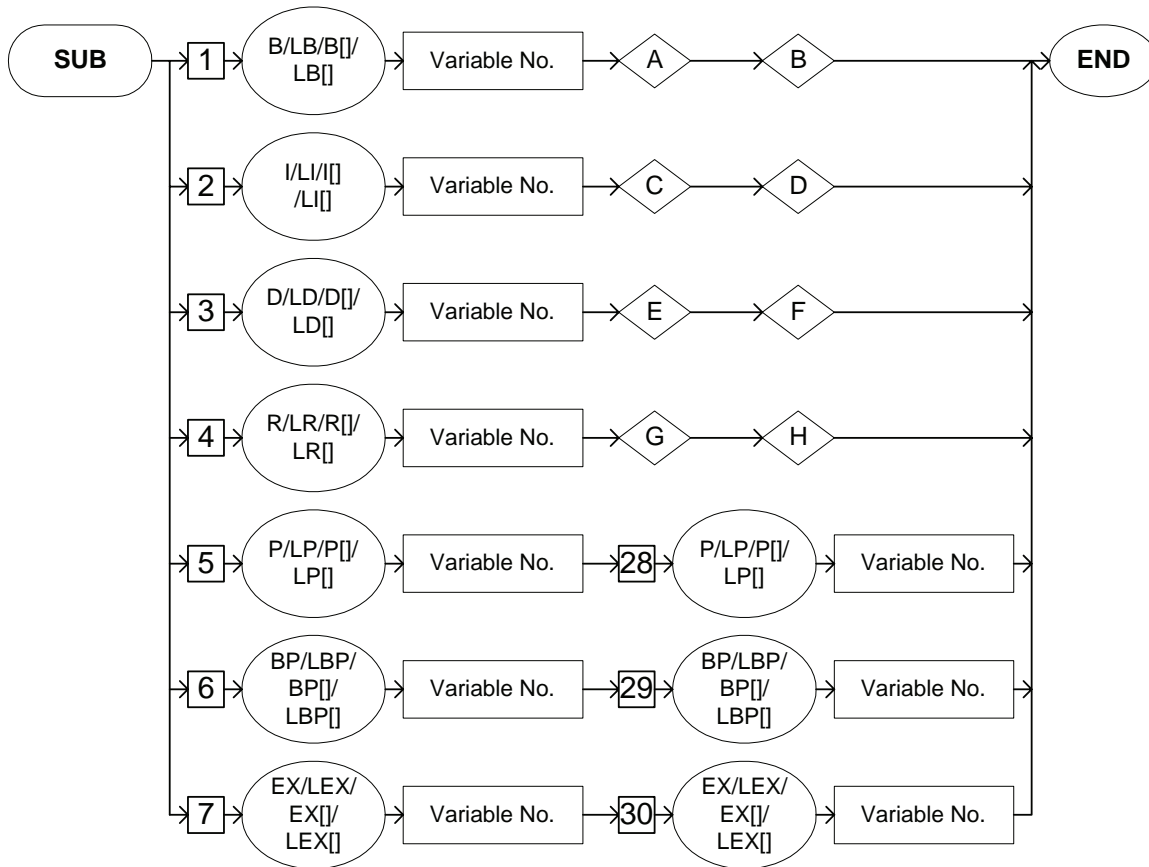 SUB
1
B/LB/B[]/
LB[]
Variable No.
A
B
END
2
I/LI/I[]
/LI[]
Variable No.
C
D
3
D/LD/D[]/
LD[]
Variable No.
E
F
4
R/LR/R[]/
LR[]
Variable No.
G
H
5
P/LP/P[]/
LP[]
Variable No.
28
P/LP/P[]/
LP[]
Variable No.
6
BP/LBP/
BP[]/
LBP[]
Variable No.
29
BP/LBP/
BP[]/
LBP[]
Variable No.
7
EX/LEX/
EX[]/
LEX[]
Variable No.
30
EX/LEX/
EX[]/
LEX[]
Variable No.